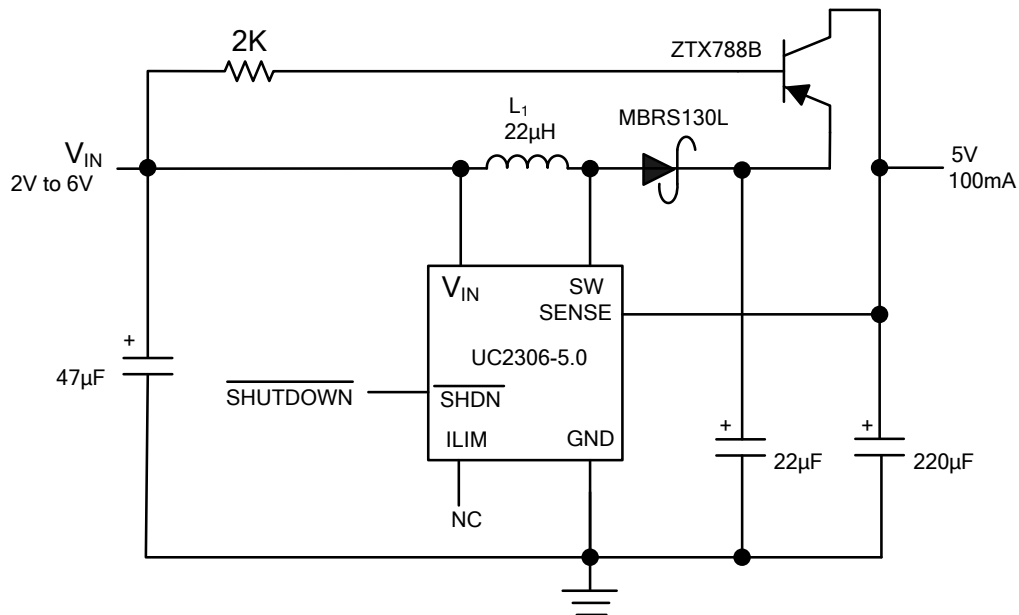 2K
ZTX788B
L₁
22µH
MBRS130L
V_IN
2V to 6V
5V
100mA
V_IN
SW
SENSE
UC2306-5.0
SHUTDOWN
SHDN
ILIM
GND
NC
+
47µF
+
22µF
+
220µF